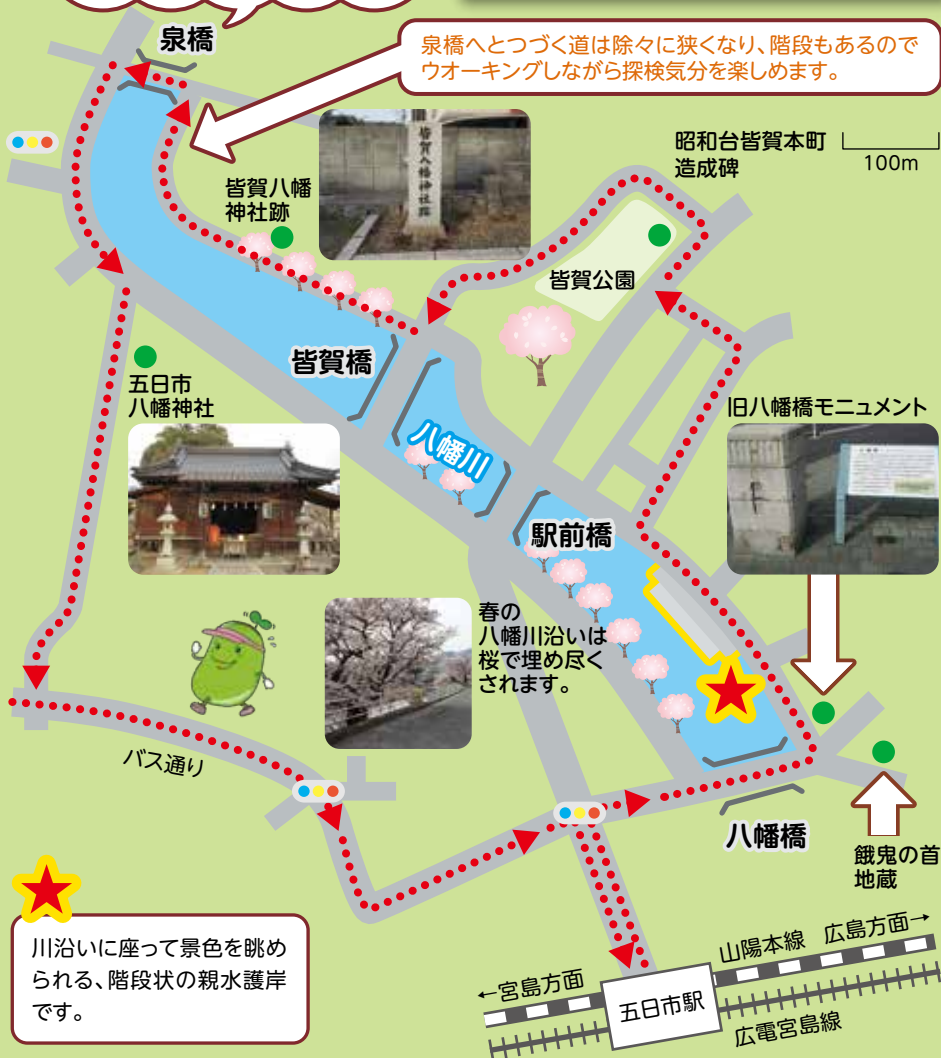 泉橋
泉橋へとつづく道は除々に狭くなり、階段もあるので
ウオーキングしながら探検気分を楽しめます。
昭和台皆賀本町
造成碑
100m
皆賀八幡
神社跡
皆賀八幡神社跡
皆賀公園
皆賀橋
五日市
八幡神社
八幡川
旧八幡橋モニュメント
駅前橋
春の
八幡川沿いは
桜で埋め尽く
されます。
バス通り
八幡橋
餓鬼の首
地蔵
川沿いに座って景色を眺め
られる、階段状の親水護岸
です。
←宮島方面
山陽本線 広島方面→
五日市駅
広電宮島線